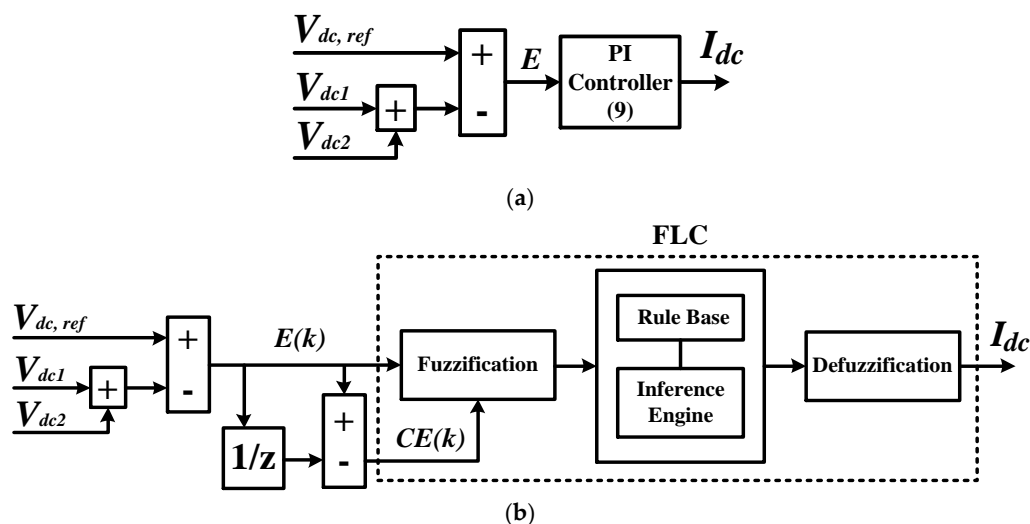 V_dc, ref
V_dc1
V_dc2
+
+
-
E
PI
Controller
(9)
I_dc
(a)
FLC
V_dc, ref
V_dc1
V_dc2
+
+
-
E(k)
1/z
+
-
CE(k)
Fuzzification
Rule Base
Inference
Engine
Defuzzification
I_dc
(b)